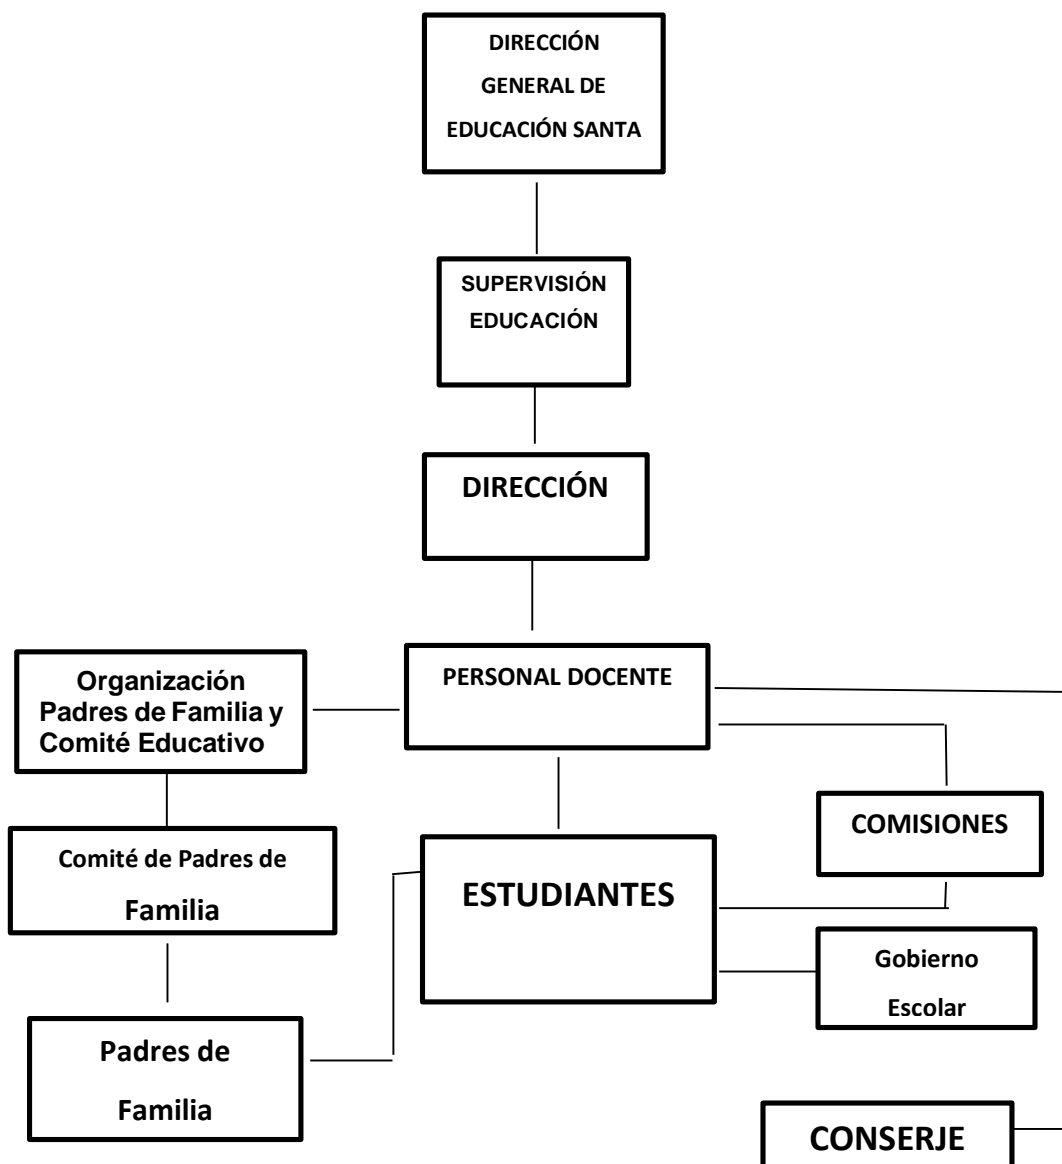 DIRECCIÓN
GENERAL DE
EDUCACIÓN SANTA
SUPERVISIÓN
EDUCACIÓN
DIRECCIÓN
PERSONAL DOCENTE
Organización
Padres de Familia y
Comité Educativo
COMISIONES
Comité de Padres de
Familia
ESTUDIANTES
Gobierno
Escolar
Padres de
Familia
CONSERJE